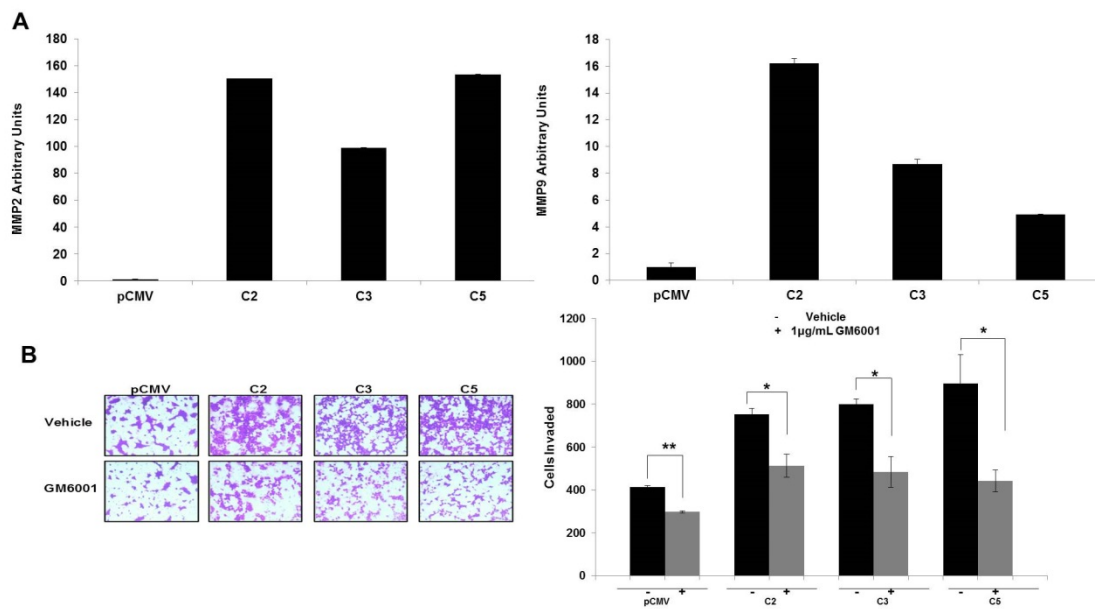 A
MMP2 Arbitrary Units
180
160
140
120
100
80
60
40
20
0
pCMV C2 C3 C5
MMP9 Arbitrary Units
18
16
14
12
10
8
6
4
2
0
pCMV C2 C3 C5
B
pCMV C2 C3 C5
Vehicle
GM6001
- Vehicle
+ 1µg/mL GM6001
Cells Invaded
1200
1000
800
600
400
200
0
** * * *
- + - + - + - +
pCMV C2 C3 C5